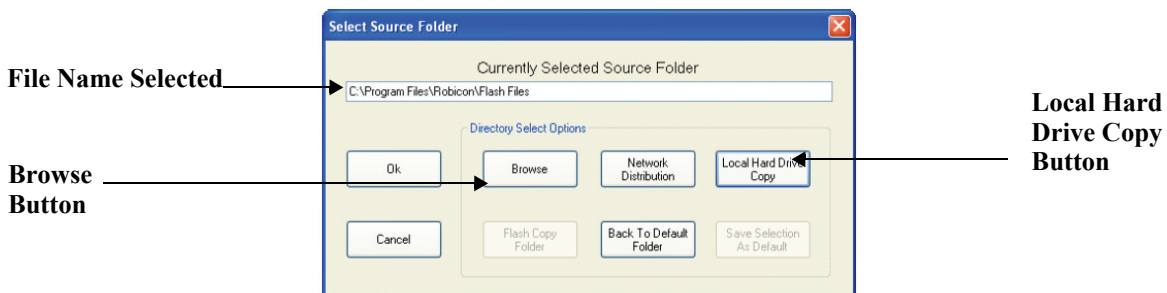 Select Source Folder
File Name Selected
Currently Selected Source Folder
C:\Program Files\Robicon\Flash Files
Local Hard
Drive Copy
Button
Directory Select Options
Browse
Button
Ok
Browse
Network
Distribution
Local Hard Drive
Copy
Cancel
Flash Copy
Folder
Back To Default
Folder
Save Selection
As Default